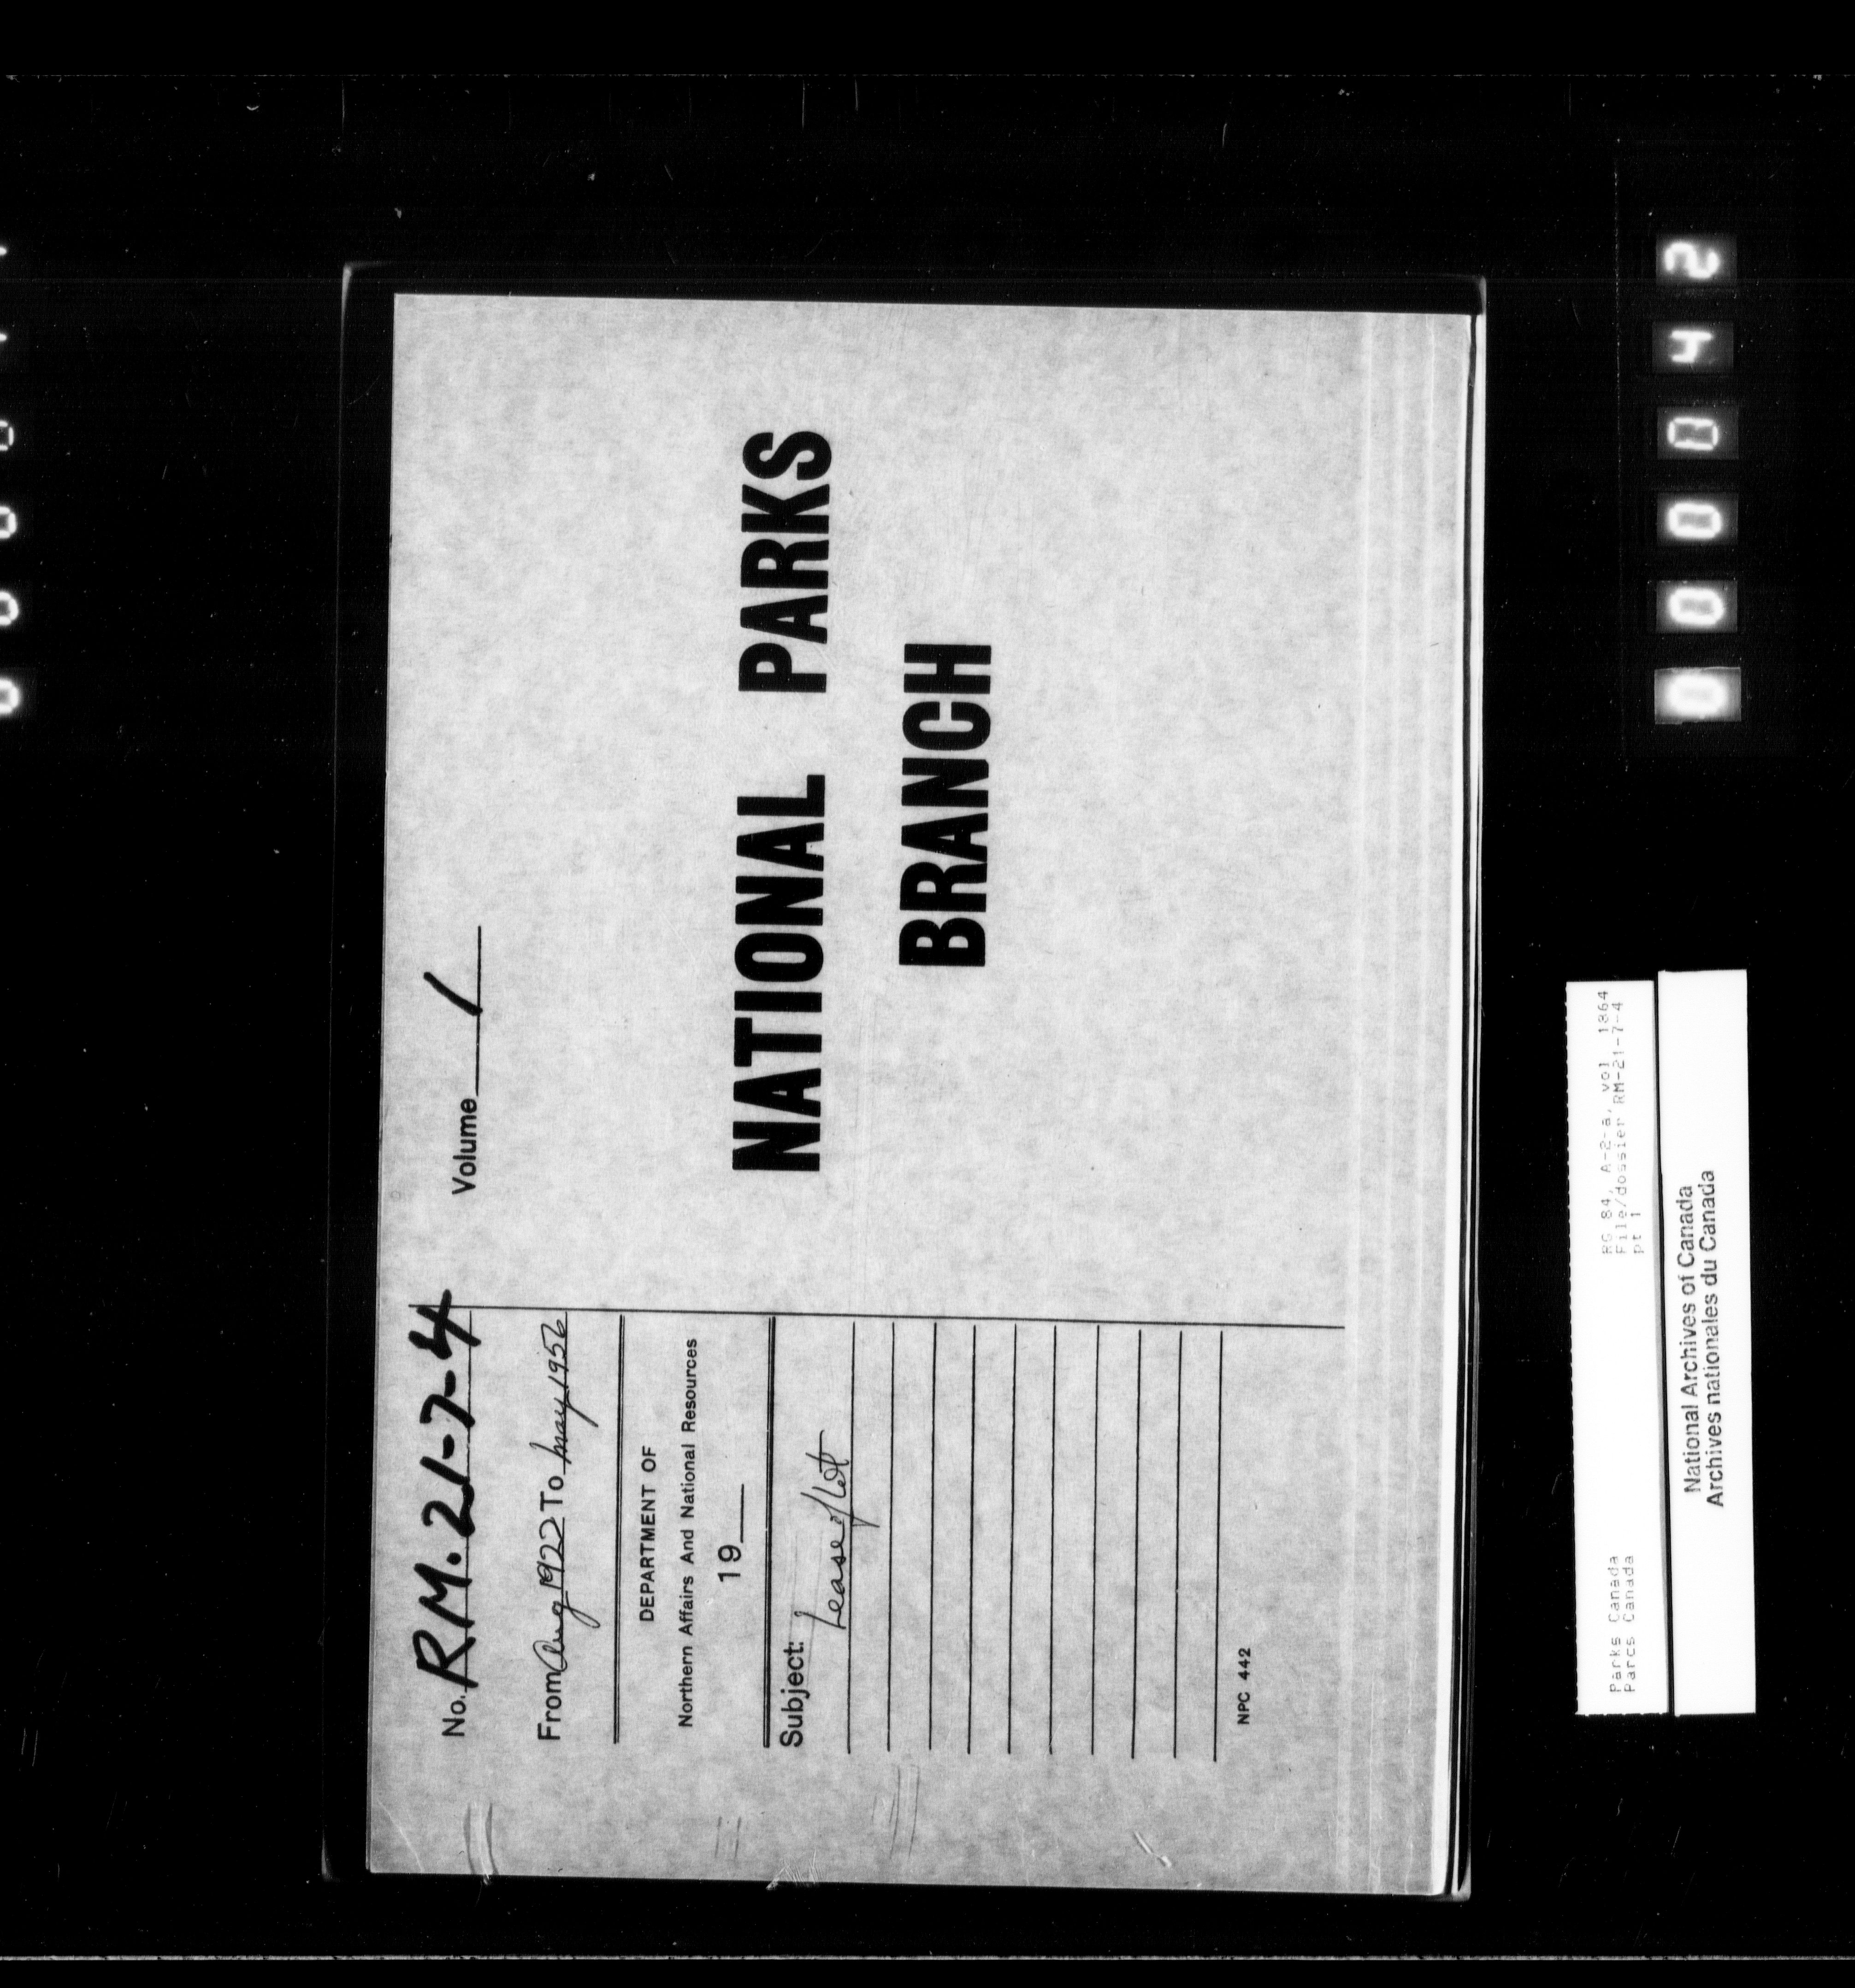 No. RM.21-7-4
Volume 1
From Aug 1922 To May 1956
DEPARTMENT OF
Northern Affairs And National Resources
19
Subject:
Lease of lot
NPC 442
NATIONAL PARKS
BRANCH
000042
Parks Canada
Parcs Canada
RG 84, A-2-a, vol 1864
File/dossier RM-21-7-4
pt 1
National Archives of Canada
Archives nationales du Canada